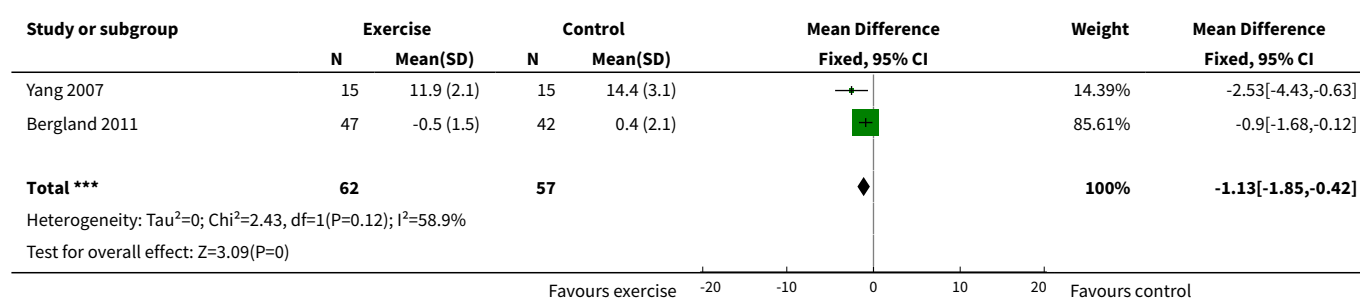 Study or subgroup Exercise Control Mean Difference Weight Mean Difference
N Mean(SD) N Mean(SD) Fixed, 95% CI Fixed, 95% CI
Yang 2007 15 11.9 (2.1) 15 14.4 (3.1) 14.39% -2.53[-4.43,-0.63]
Bergland 2011 47 -0.5 (1.5) 42 0.4 (2.1) 85.61% -0.9[-1.68,-0.12]
Total *** 62 57 100% -1.13[-1.85,-0.42]
Heterogeneity: Tau²=0; Chi²=2.43, df=1(P=0.12); I²=58.9%
Test for overall effect: Z=3.09(P=0)
Favours exercise -20 -10 0 10 20 Favours control